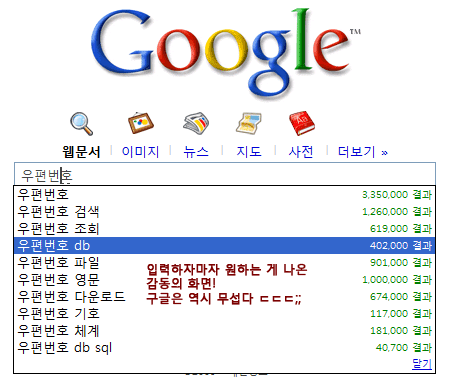 Google™
웹문서 이미지 뉴스 지도 사전 더보기 »
우편번호
우편번호 3,350,000 결과
우편번호 검색 1,260,000 결과
우편번호 조회 619,000 결과
우편번호 db 402,000 결과
우편번호 파일 901,000 결과
우편번호 영문 1,000,000 결과
우편번호 다운로드 674,000 결과
우편번호 기호 117,000 결과
우편번호 체계 181,000 결과
우편번호 db sql 40,700 결과
입력하자마자 원하는 게 나온
감동의 화면!
구글은 역시 무섭다 ㄷㄷㄷ;;
닫기